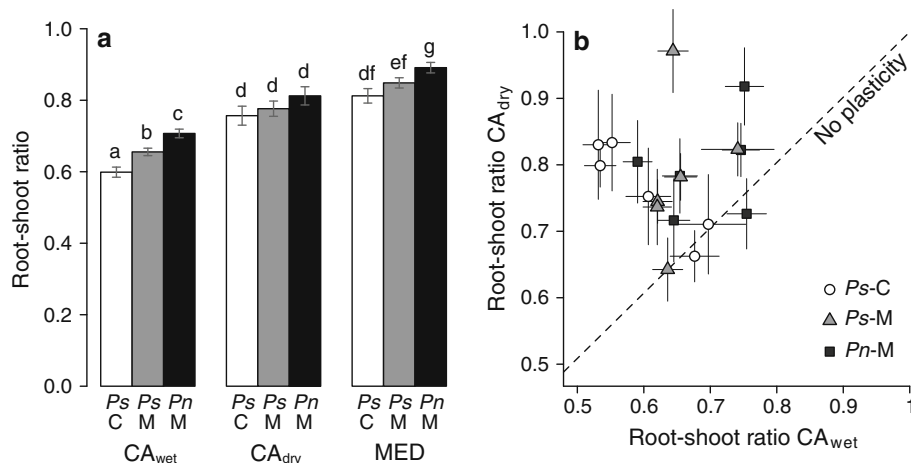 a
Root-shoot ratio
1.0
0.8
0.6
0.4
0.2
0.0
a b c
d d d
df ef g
Ps Ps Pn Ps Ps Pn Ps Ps Pn
C M M C M M C M M
CAwet CAdry MED
b
Root-shoot ratio CAdry
1.0
0.9
0.8
0.7
0.6
0.5
No plasticity
Ps-C
Ps-M
Pn-M
0.5 0.6 0.7 0.8 0.9 1
Root-shoot ratio CAwet